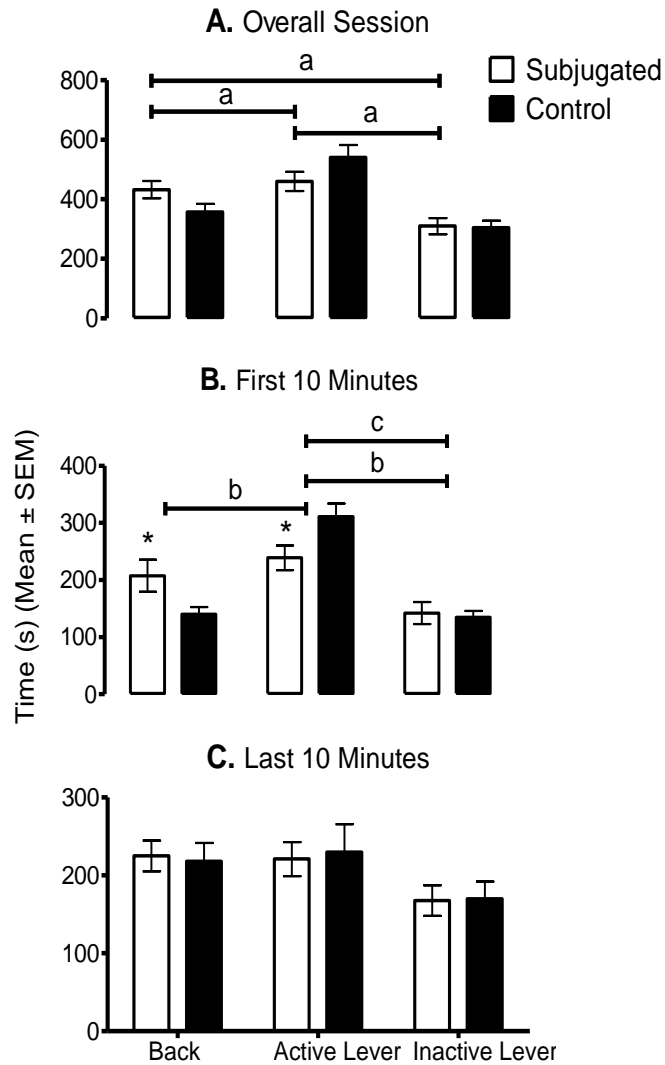 A. Overall Session
Subjugated
Control
a
a
a
800
600
400
200
0
B. First 10 Minutes
Time (s) (Mean ± SEM)
c
b
b
*
*
400
300
200
100
0
C. Last 10 Minutes
300
200
100
0
Back
Active Lever
Inactive Lever